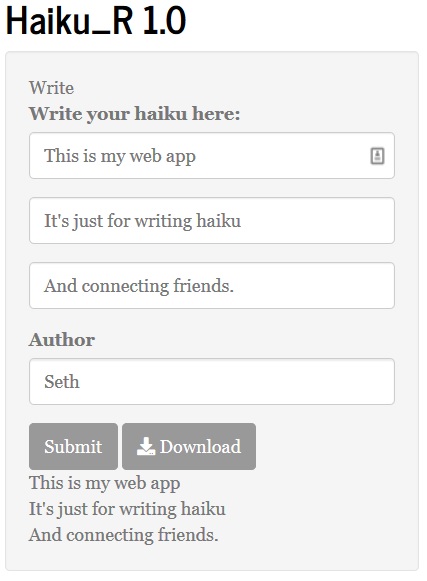 Haiku_R 1.0
Write
Write your haiku here:
This is my web app
It's just for writing haiku
And connecting friends.
Author
Seth
Submit Download
This is my web app
It's just for writing haiku
And connecting friends.